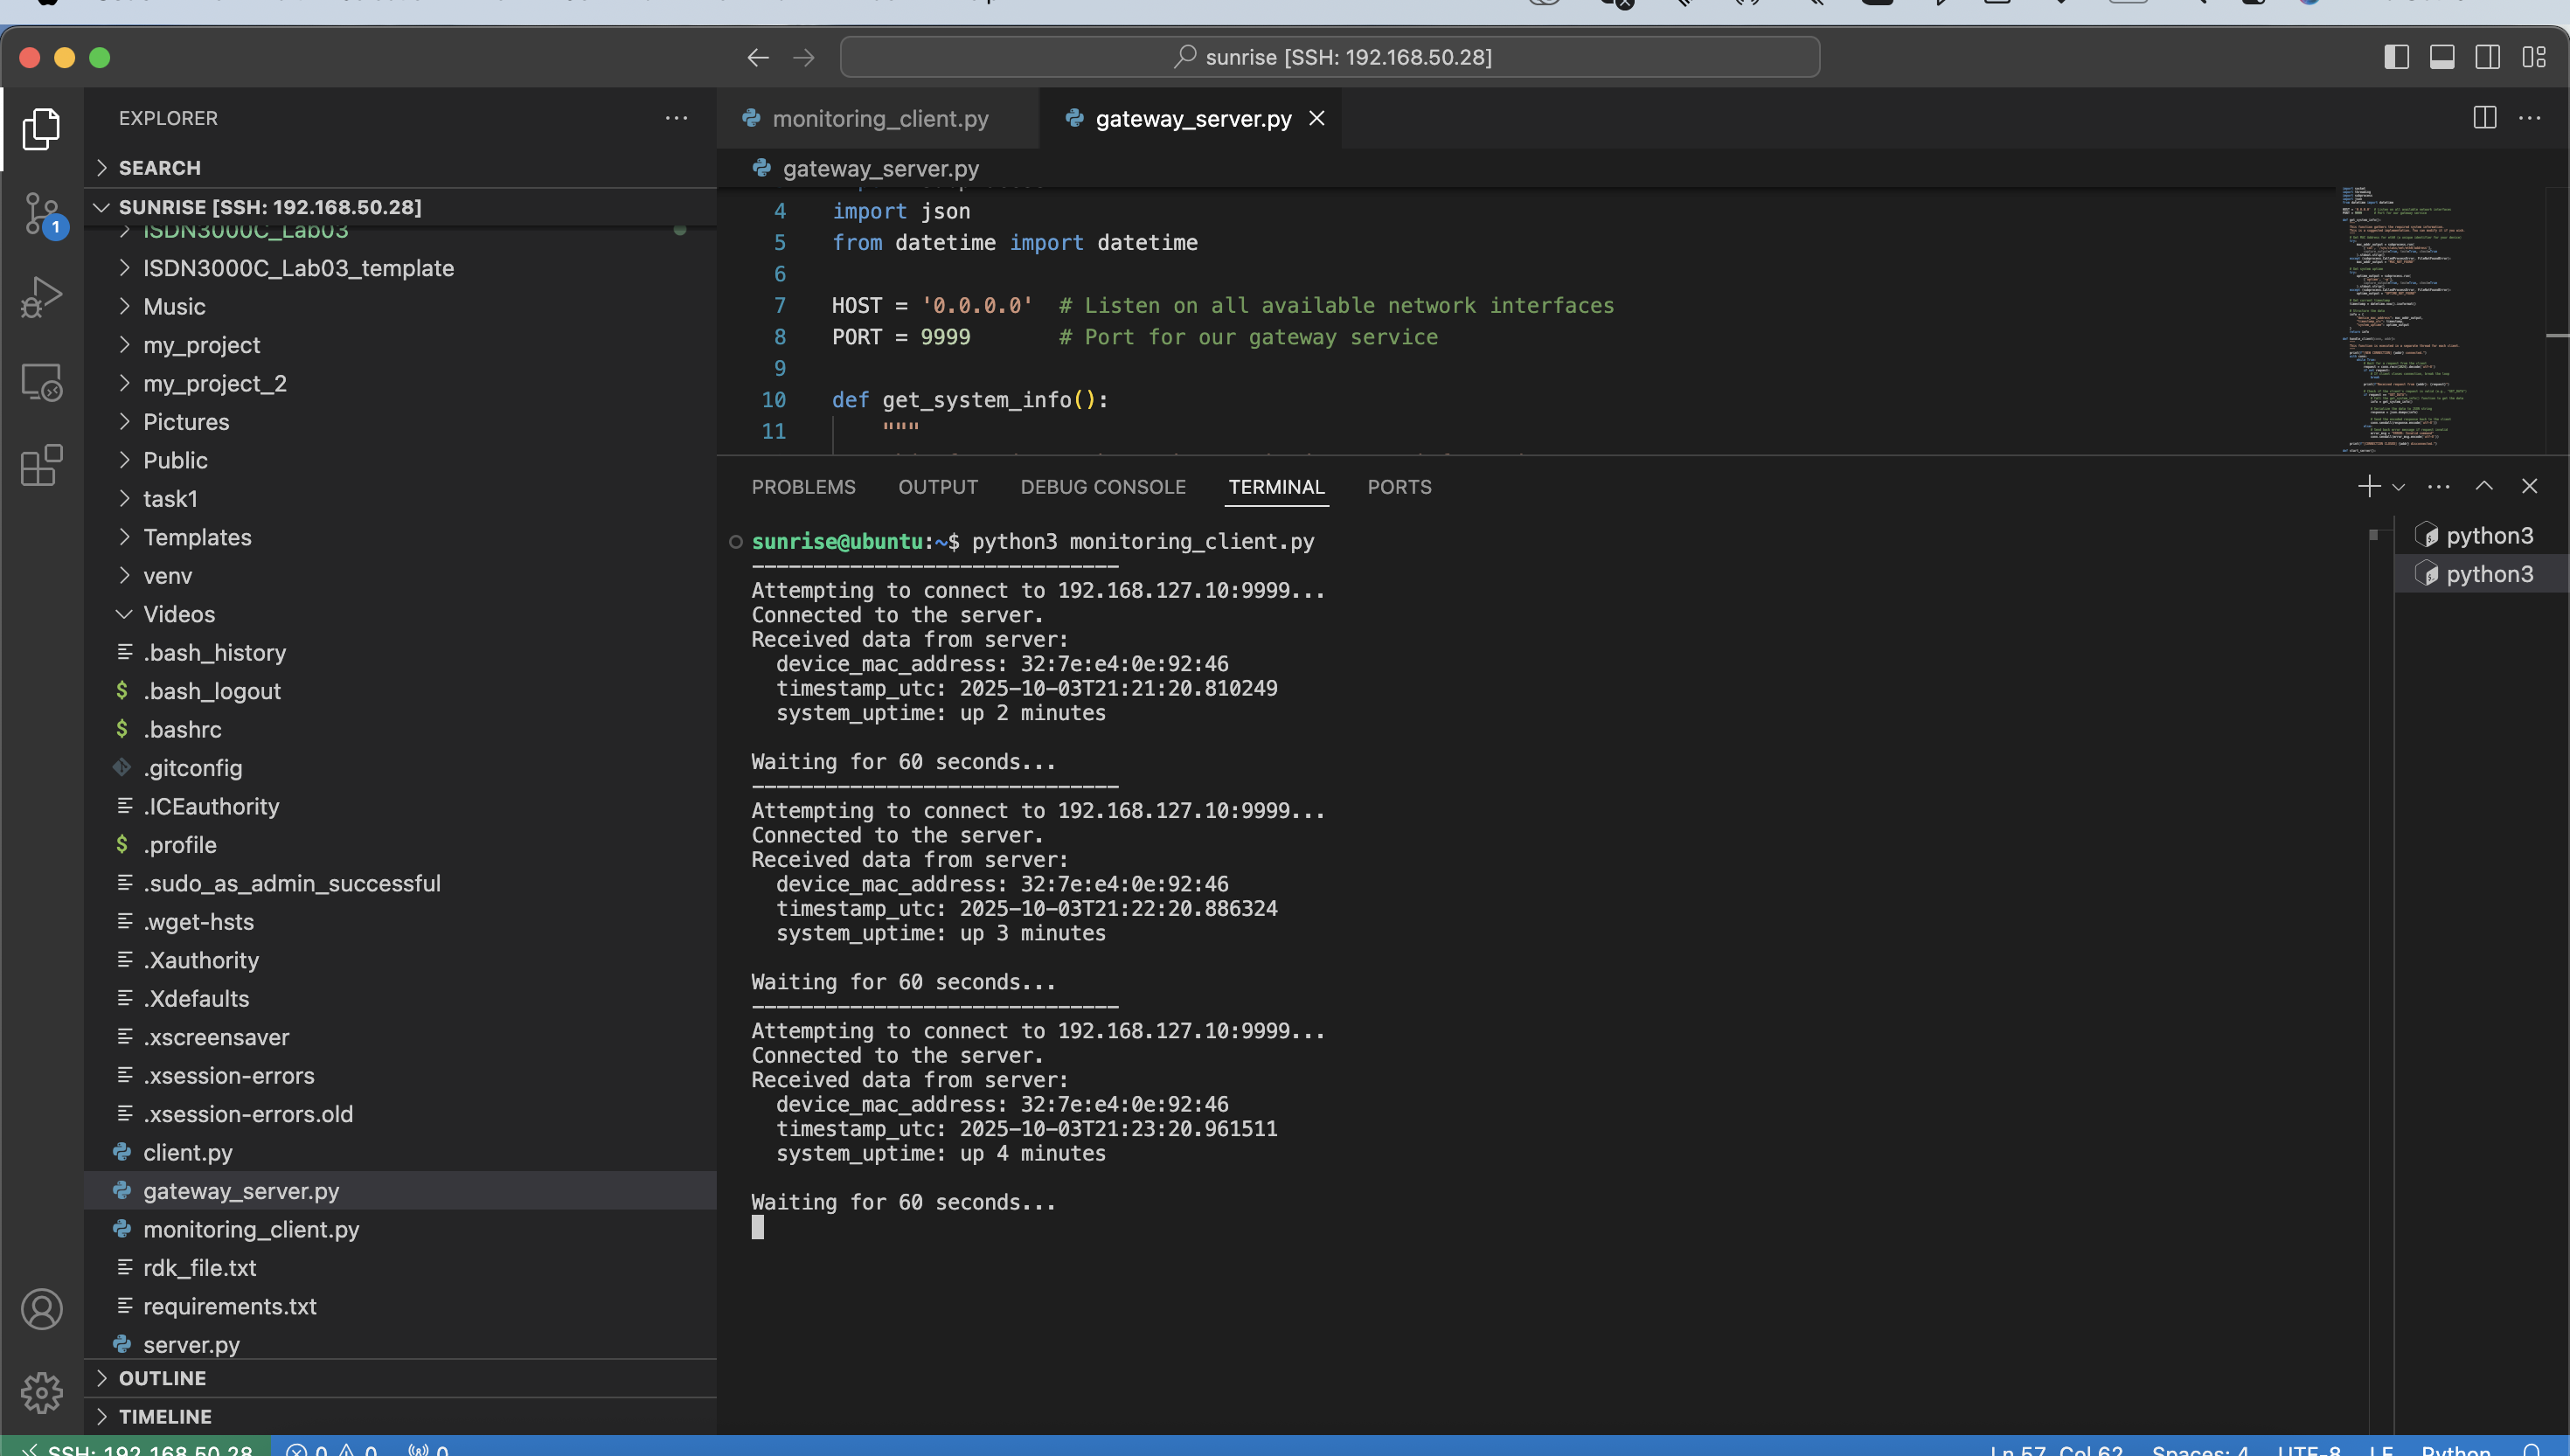 sunrise [SSH: 192.168.50.28]
EXPLORER
SEARCH
SUNRISE [SSH: 192.168.50.28]
ISDN3000C_Lab03
ISDN3000C_Lab03_template
Music
my_project
my_project_2
Pictures
Public
task1
Templates
venv
Videos
.bash_history
.bash_logout
.bashrc
.gitconfig
.ICEauthority
.profile
.sudo_as_admin_successful
.wget-hsts
.Xauthority
.Xdefaults
.xscreensaver
.xsession-errors
.xsession-errors.old
client.py
gateway_server.py
monitoring_client.py
rdk_file.txt
requirements.txt
server.py
OUTLINE
TIMELINE
1
monitoring_client.py
gateway_server.py
gateway_server.py
4 import json
5 from datetime import datetime
6
7 HOST = '0.0.0.0'  # Listen on all available network interfaces
8 PORT = 9999       # Port for our gateway service
9
10 def get_system_info():
11     """
PROBLEMS OUTPUT DEBUG CONSOLE TERMINAL PORTS
sunrise@ubuntu:~$ python3 monitoring_client.py
------------------------------
Attempting to connect to 192.168.127.10:9999...
Connected to the server.
Received data from server:
  device_mac_address: 32:7e:e4:0e:92:46
  timestamp_utc: 2025-10-03T21:21:20.810249
  system_uptime: up 2 minutes
Waiting for 60 seconds...
------------------------------
Attempting to connect to 192.168.127.10:9999...
Connected to the server.
Received data from server:
  device_mac_address: 32:7e:e4:0e:92:46
  timestamp_utc: 2025-10-03T21:22:20.886324
  system_uptime: up 3 minutes
Waiting for 60 seconds...
------------------------------
Attempting to connect to 192.168.127.10:9999...
Connected to the server.
Received data from server:
  device_mac_address: 32:7e:e4:0e:92:46
  timestamp_utc: 2025-10-03T21:23:20.961511
  system_uptime: up 4 minutes
Waiting for 60 seconds...
python3
python3
SSH: 192.168.50.28 0 0 0 Ln 57, Col 62 Spaces: 4 UTF-8 LF Python